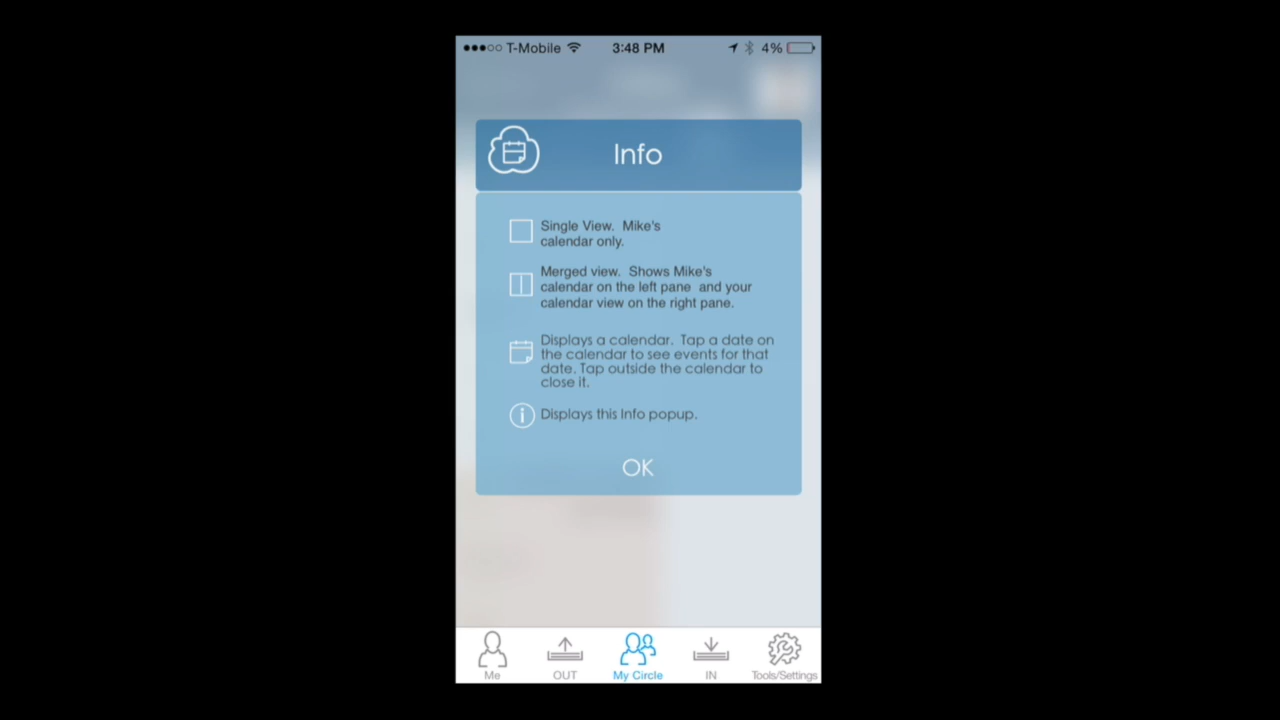 T-Mobile 3:48 PM 4%
Info
Single View. Mike's
calendar only.
Merged view. Shows Mike's
calendar on the left pane and your
calendar view on the right pane.
Displays a calendar. Tap a date on
the calendar to see events for that
date. Tap outside the calendar to
close it.
Displays this Info popup.
OK
Me OUT My Circle IN Tools/Settings